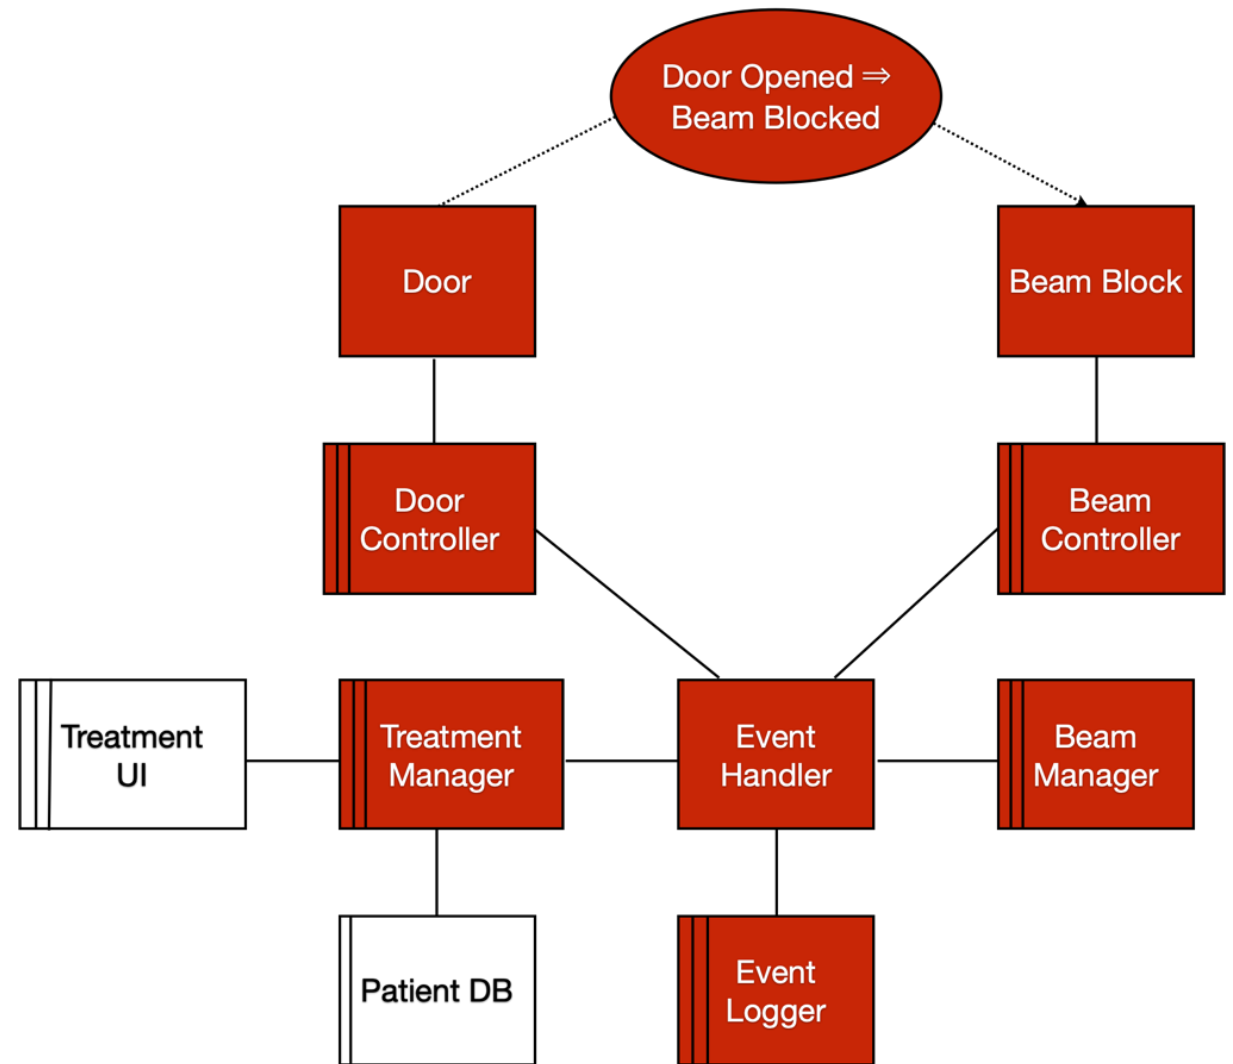 Door Opened ⇒
Beam Blocked
Door
Beam Block
Door
Controller
Beam
Controller
Treatment
UI
Treatment
Manager
Event
Handler
Beam
Manager
Patient DB
Event
Logger